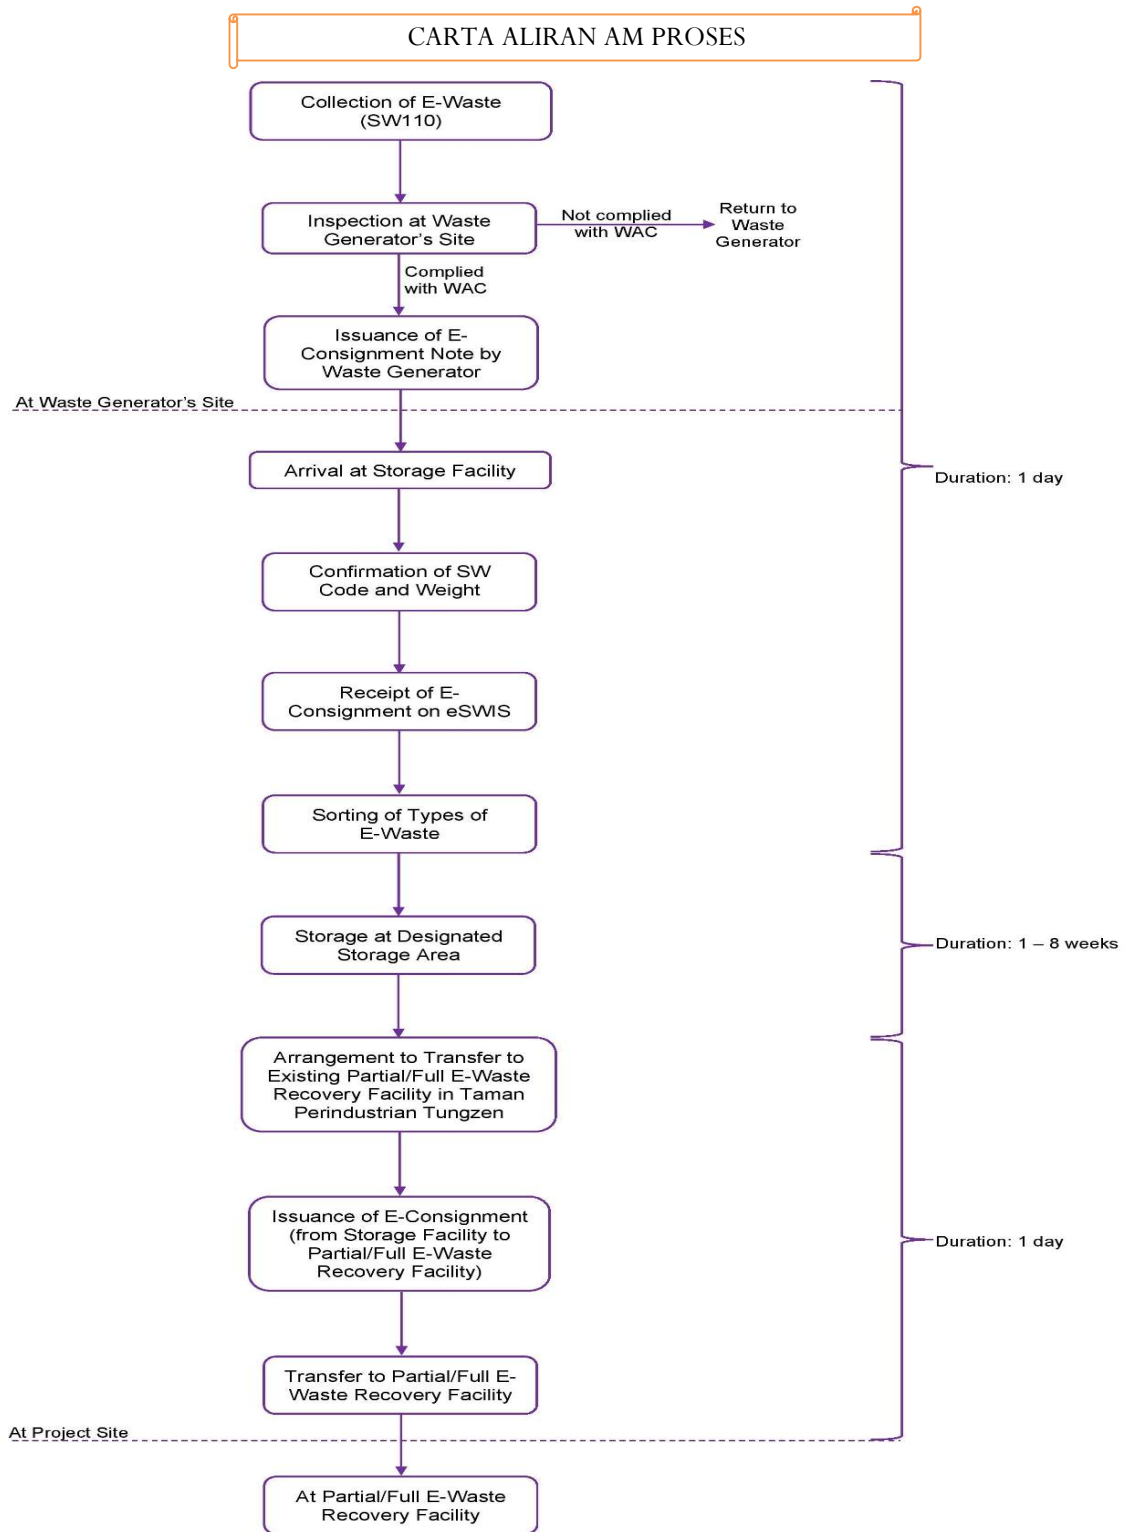 CARTA ALIRAN AM PROSES
Collection of E-Waste
(SW110)
Inspection at Waste
Generator's Site
Not complied
with WAC
Return to
Waste
Generator
Complied
with WAC
Issuance of E-
Consignment Note by
Waste Generator
At Waste Generator's Site
Arrival at Storage Facility
Duration: 1 day
Confirmation of SW
Code and Weight
Receipt of E-
Consignment on eSWIS
Sorting of Types of
E-Waste
Storage at Designated
Storage Area
Duration: 1 – 8 weeks
Arrangement to Transfer to
Existing Partial/Full E-Waste
Recovery Facility in Taman
Perindustrian Tungzen
Issuance of E-Consignment
(from Storage Facility to
Partial/Full E-Waste
Recovery Facility)
Duration: 1 day
Transfer to Partial/Full E-
Waste Recovery Facility
At Project Site
At Partial/Full E-Waste
Recovery Facility